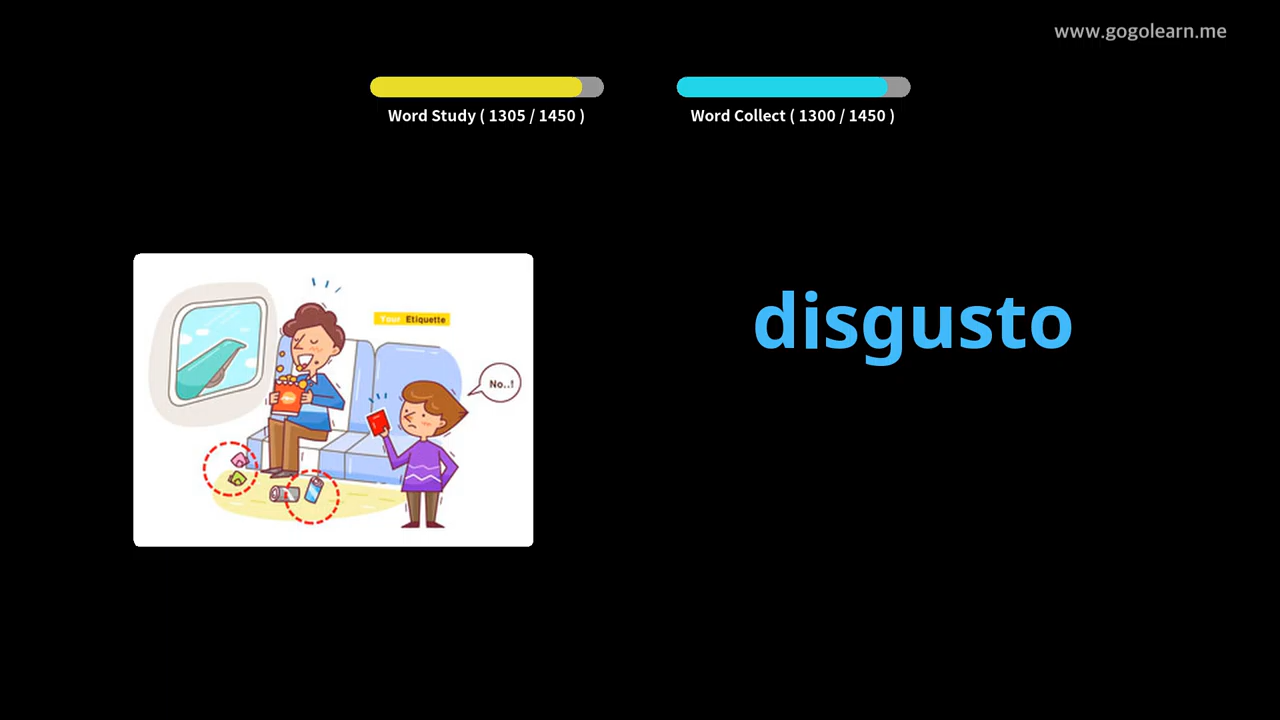 www.gogolearn.me
Word Study ( 1305 / 1450 )
Word Collect ( 1300 / 1450 )
Your Etiquette
No..!
disgusto